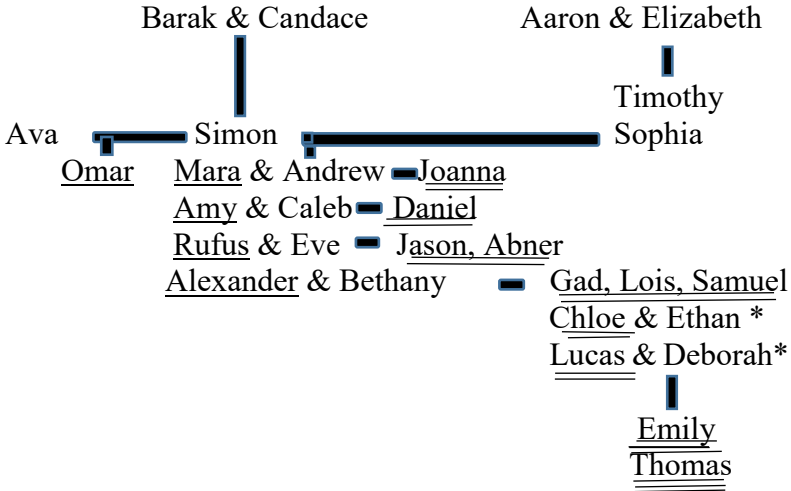 Barak & Candace Aaron & Elizabeth
Timothy
Ava Simon Sophia
Omar Mara & Andrew Joanna
Amy & Caleb Daniel
Rufus & Eve Jason, Abner
Alexander & Bethany Gad, Lois, Samuel
Chloe & Ethan *
Lucas & Deborah*
Emily
Thomas